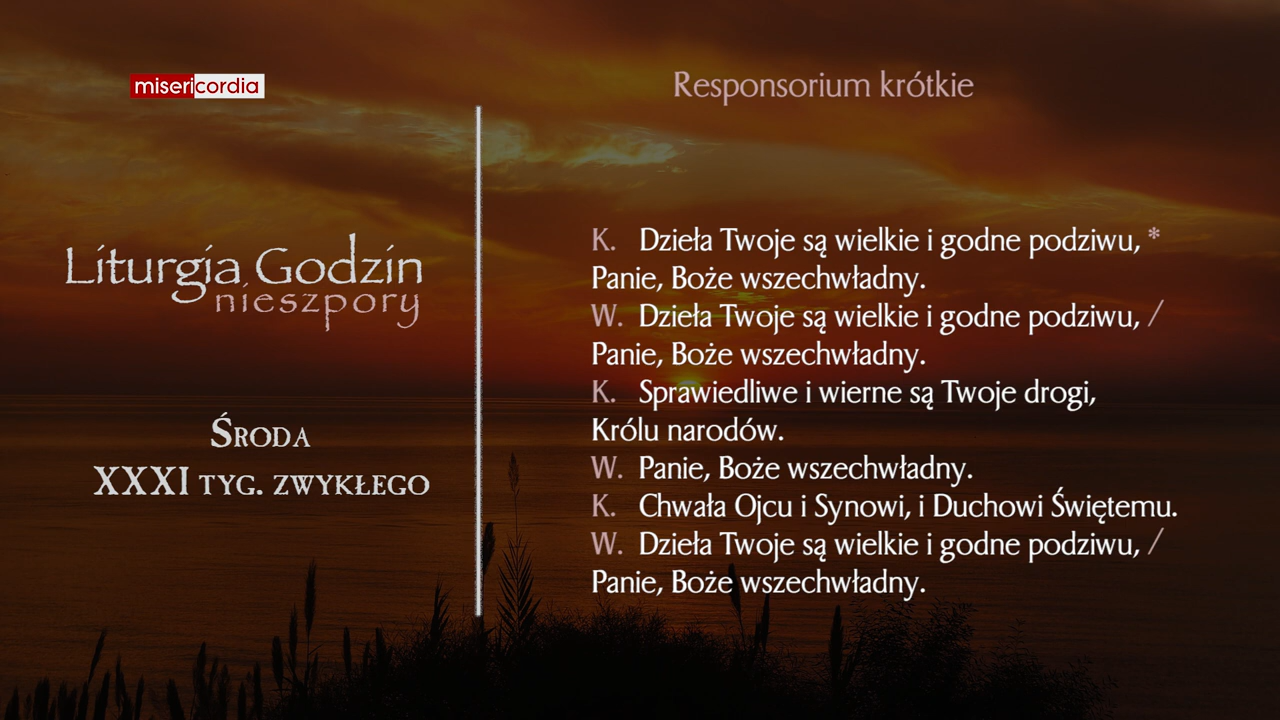 misericordia
Liturgia Godzin
nieszpory
Środa
XXXI tyg. zwykłego
Responsorium krótkie
K. Dzieła Twoje są wielkie i godne podziwu, *
Panie, Boże wszechwładny.
W. Dzieła Twoje są wielkie i godne podziwu, /
Panie, Boże wszechwładny.
K. Sprawiedliwe i wierne są Twoje drogi,
Królu narodów.
W. Panie, Boże wszechwładny.
K. Chwała Ojcu i Synowi, i Duchowi Świętemu.
W. Dzieła Twoje są wielkie i godne podziwu, /
Panie, Boże wszechwładny.